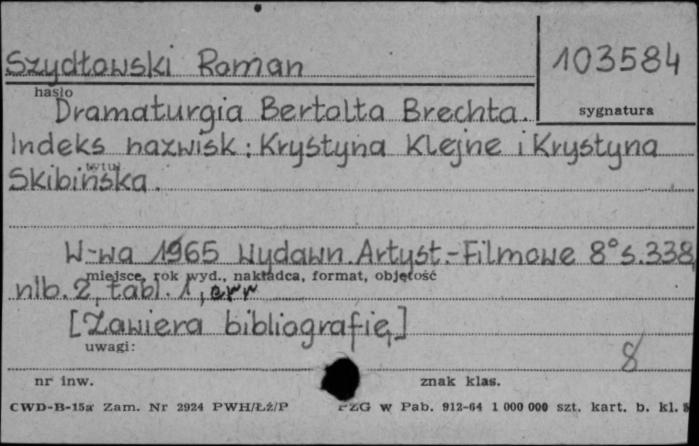 Szydłowski Roman
103584
hasło
sygnatura
Dramaturgia Bertolta Brechta.
Indeks nazwisk: Krystyna Klejne i Krystyna
tytuł
Skibińska.
W-wa 1965 Wydawn. Artyst.-Filmowe 8° s. 338,
miejsce, rok wyd., nakładca, format, objętość
nlb. 2, tabl. 1, err
[Zawiera bibliografię]
uwagi:
8
nr inw.
znak klas.
CWD-B-15a Zam. Nr 2924 PWH/Łż/P PZG w Pab. 912-64 1 000 000 szt. kart. b. kl.